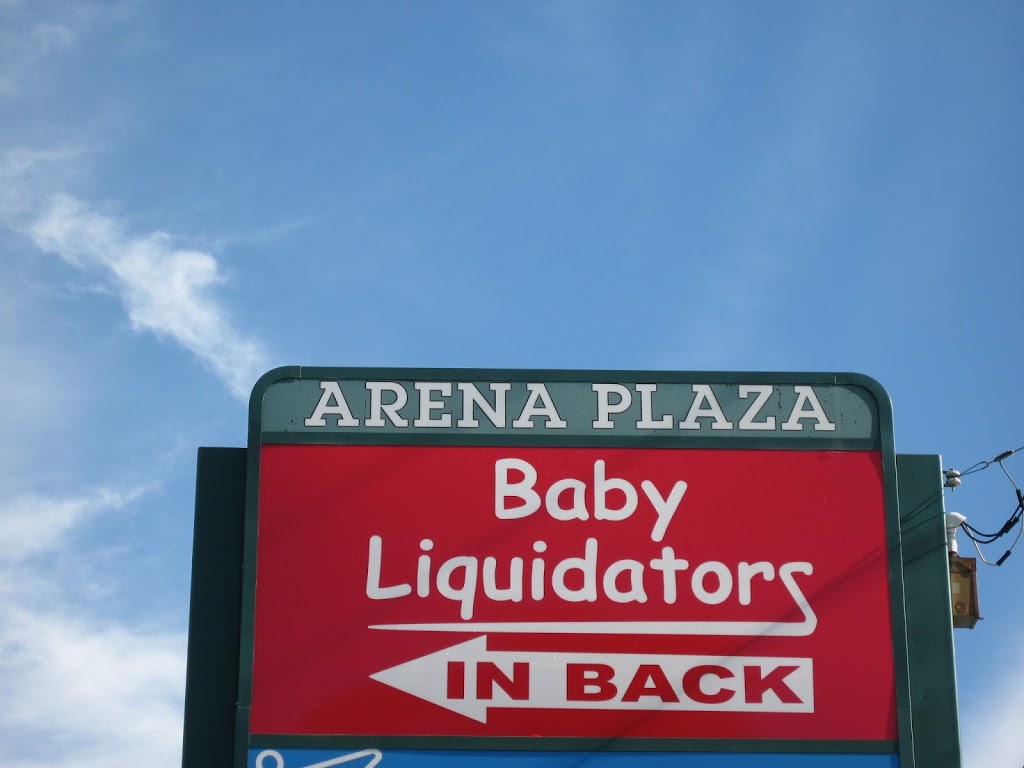 ARENA PLAZA
Baby
Liquidators
IN BACK